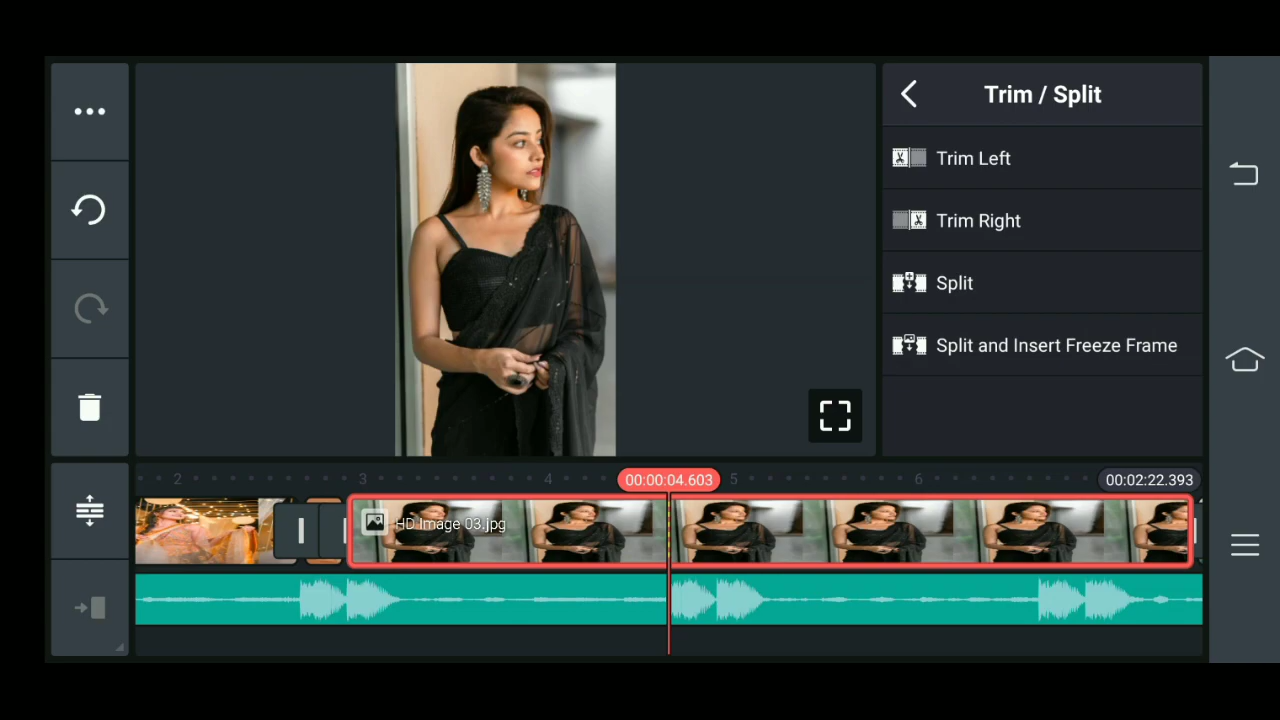 Trim / Split
Trim Left
Trim Right
Split
Split and Insert Freeze Frame
2
3
4
00:00:04.603
5
6
00:02:22.393
HD Image 03.jpg